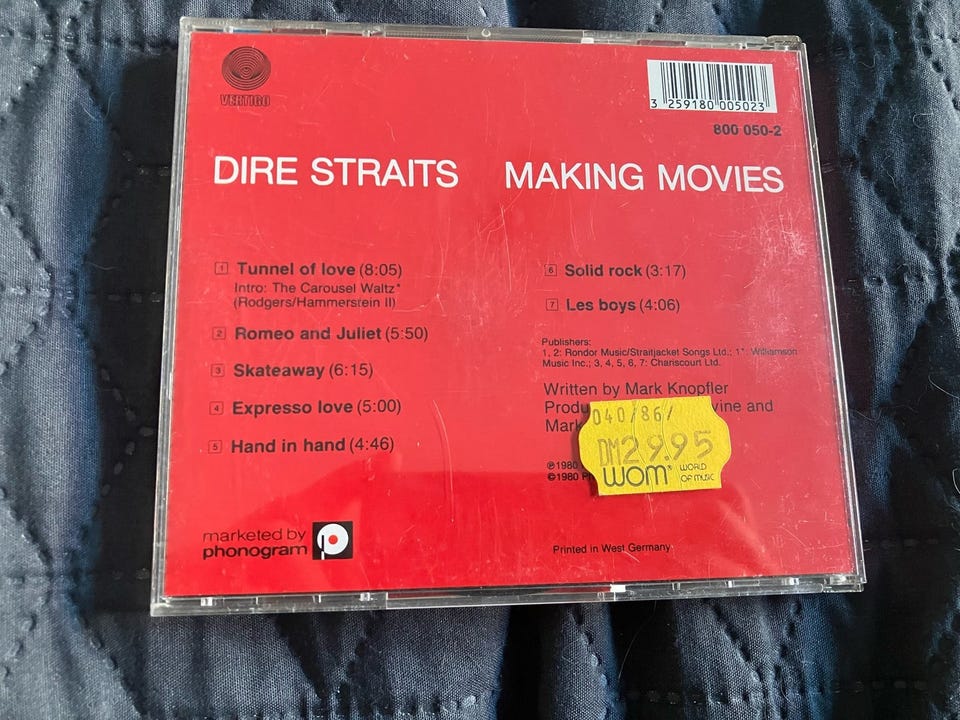 VERTIGO
3 259180 005023
800 050-2
DIRE STRAITS MAKING MOVIES
1 Tunnel of love (8:05)
Intro: The Carousel Waltz*
(Rodgers/Hammerstein II)
2 Romeo and Juliet (5:50)
3 Skateaway (6:15)
4 Expresso love (5:00)
5 Hand in hand (4:46)
6 Solid rock (3:17)
7 Les boys (4:06)
Publishers:
1, 2: Rondor Music/Straitjacket Songs Ltd.; 1*: Williamson
Music Inc.; 3, 4, 5, 6, 7: Chariscourt Ltd.
Written by Mark Knopfler
and
Mark
040/86/
DM29.95
WOM® WORLD
OF MUSIC
℗1980
©1980
marketed by
phonogram
Printed in West Germany